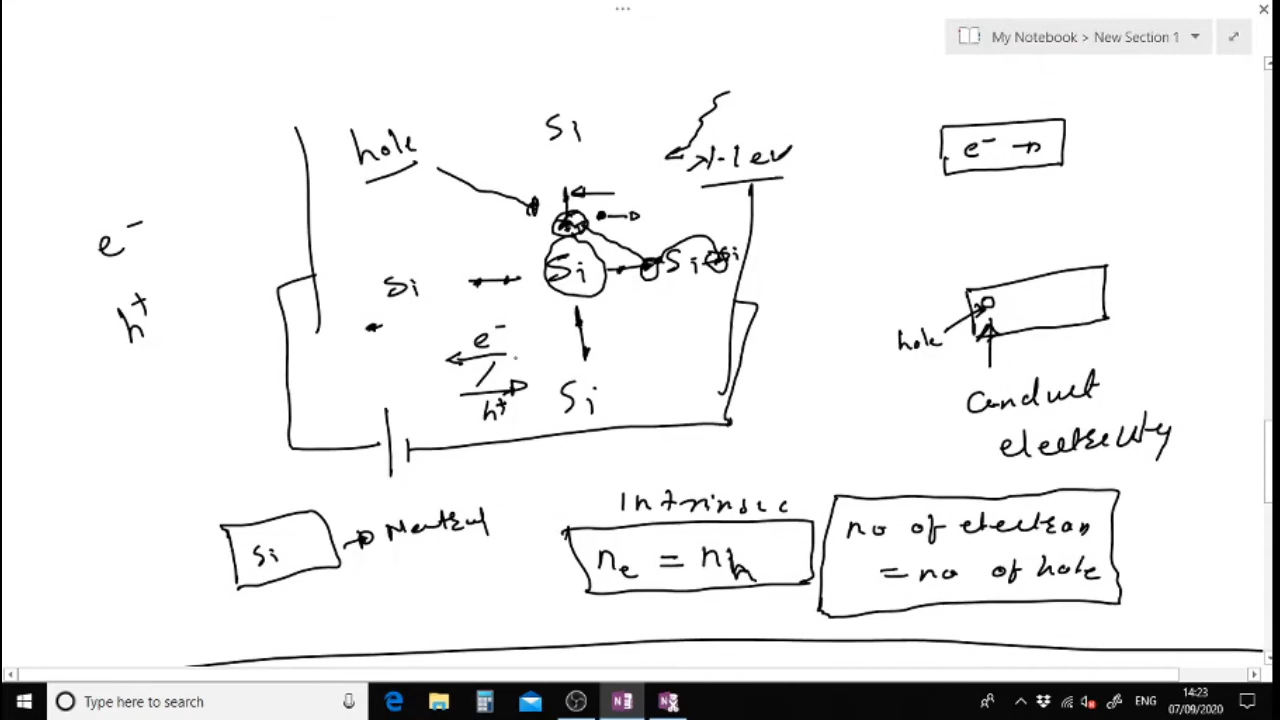 My Notebook > New Section 1
hole
Si
1.1 ev
e⁻ →
e⁻
Si
Si
Si
Si
h⁺
hole
e⁻
h⁺
Si
Conduct
electrecity
Si
Neutral
Intrinsic
nₑ = nₕ
no of electron
= no of hole
Type here to search
ENG
14:23
07/09/2020